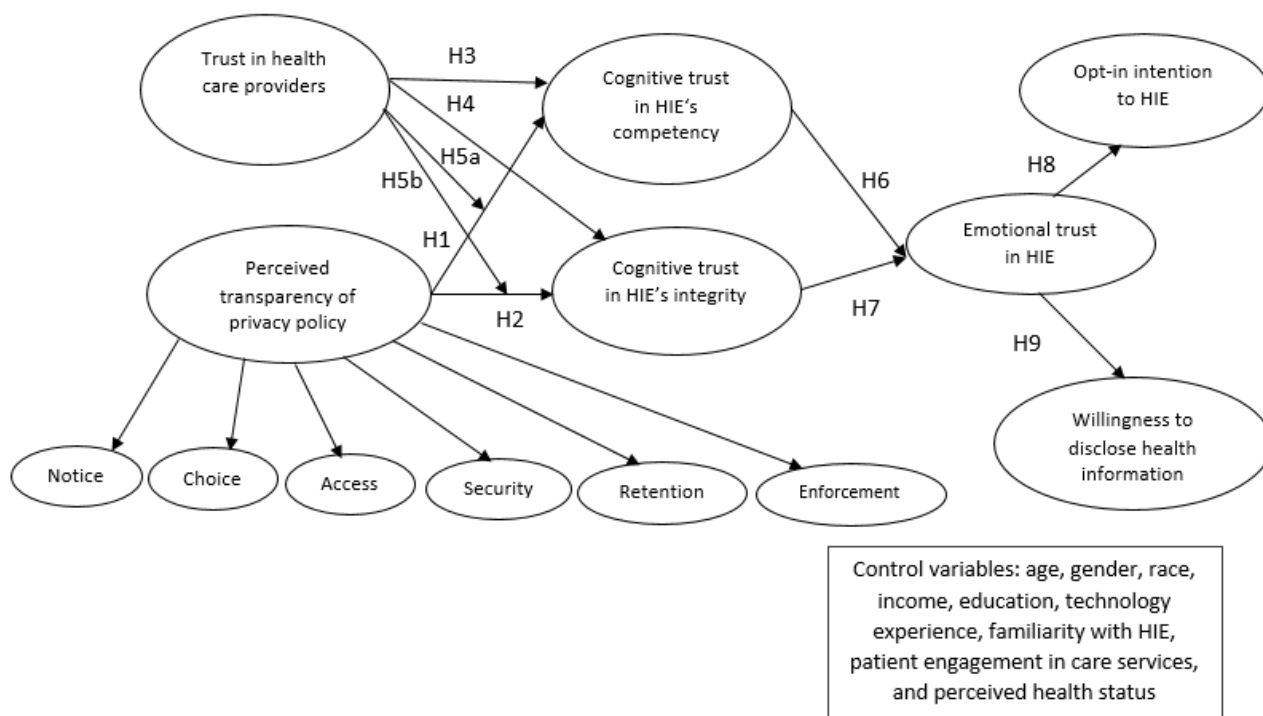 Trust in health
care providers
H3
Cognitive trust
in HIE's
competency
Opt-in intention
to HIE
H4
H5a
H5b
H6
H8
H1
Perceived
transparency of
privacy policy
Cognitive trust
in HIE's integrity
Emotional trust
in HIE
H2
H7
H9
Willingness to
disclose health
information
Notice
Choice
Access
Security
Retention
Enforcement
Control variables: age, gender, race,
income, education, technology
experience, familiarity with HIE,
patient engagement in care services,
and perceived health status